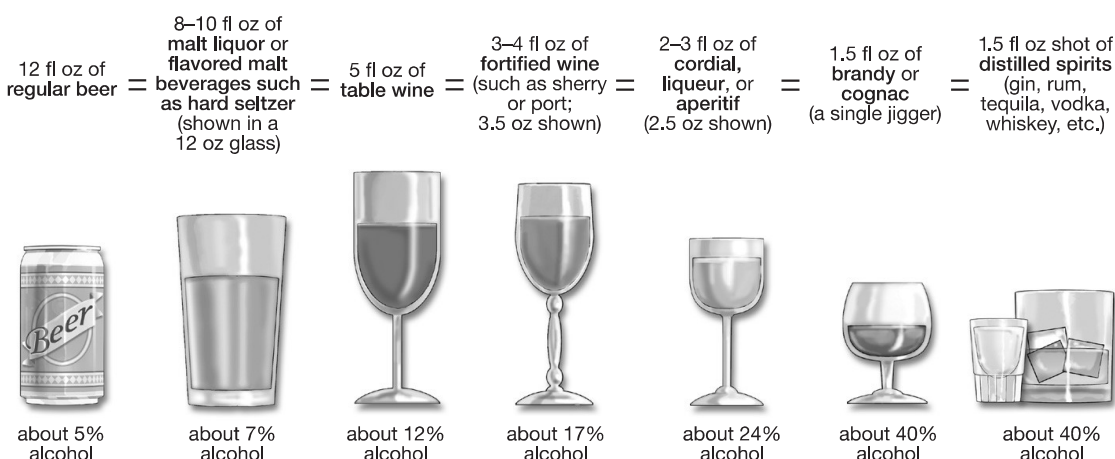 12 fl oz of
regular beer
=
8–10 fl oz of
malt liquor or
flavored malt
beverages such
as hard seltzer
(shown in a
12 oz glass)
=
5 fl oz of
table wine
=
3–4 fl oz of
fortified wine
(such as sherry
or port;
3.5 oz shown)
=
2–3 fl oz of
cordial,
liqueur, or
aperitif
(2.5 oz shown)
=
1.5 fl oz of
brandy or
cognac
(a single jigger)
=
1.5 fl oz shot of
distilled spirits
(gin, rum,
tequila, vodka,
whiskey, etc.)
Beer
about 5%
alcohol
about 7%
alcohol
about 12%
alcohol
about 17%
alcohol
about 24%
alcohol
about 40%
alcohol
about 40%
alcohol